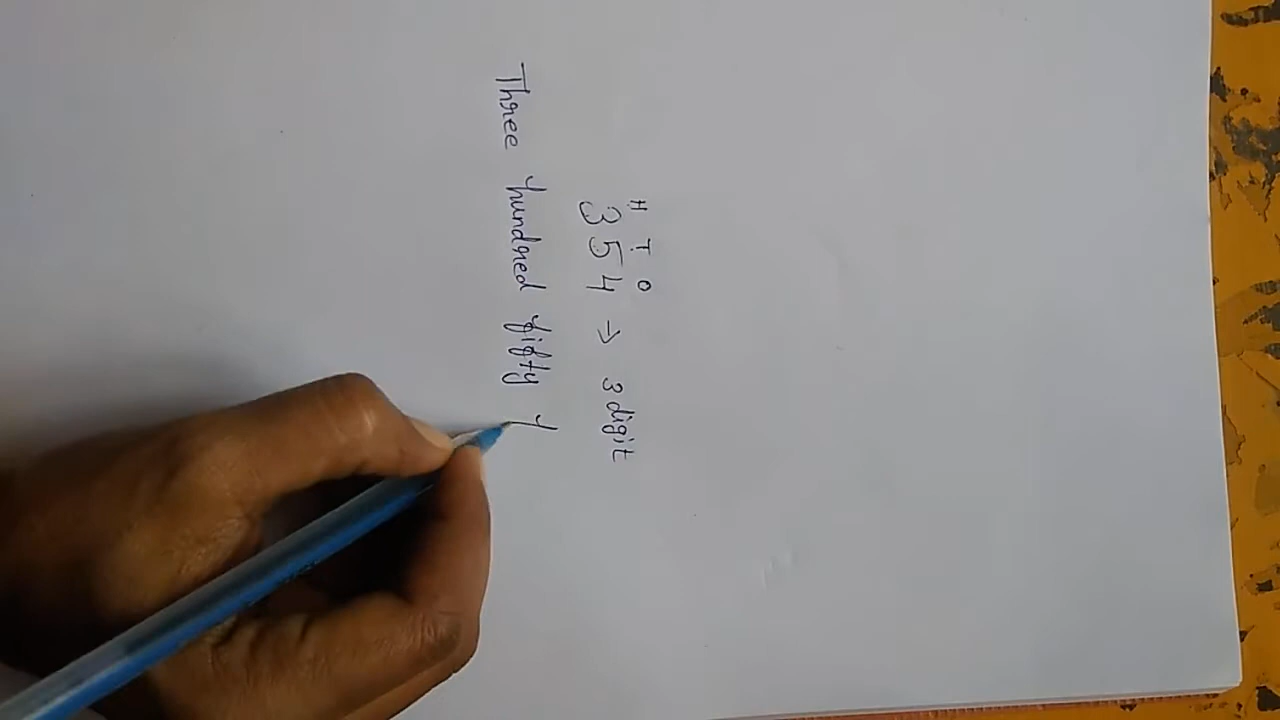 H T O
354 → 3 digit
Three hundred fifty f